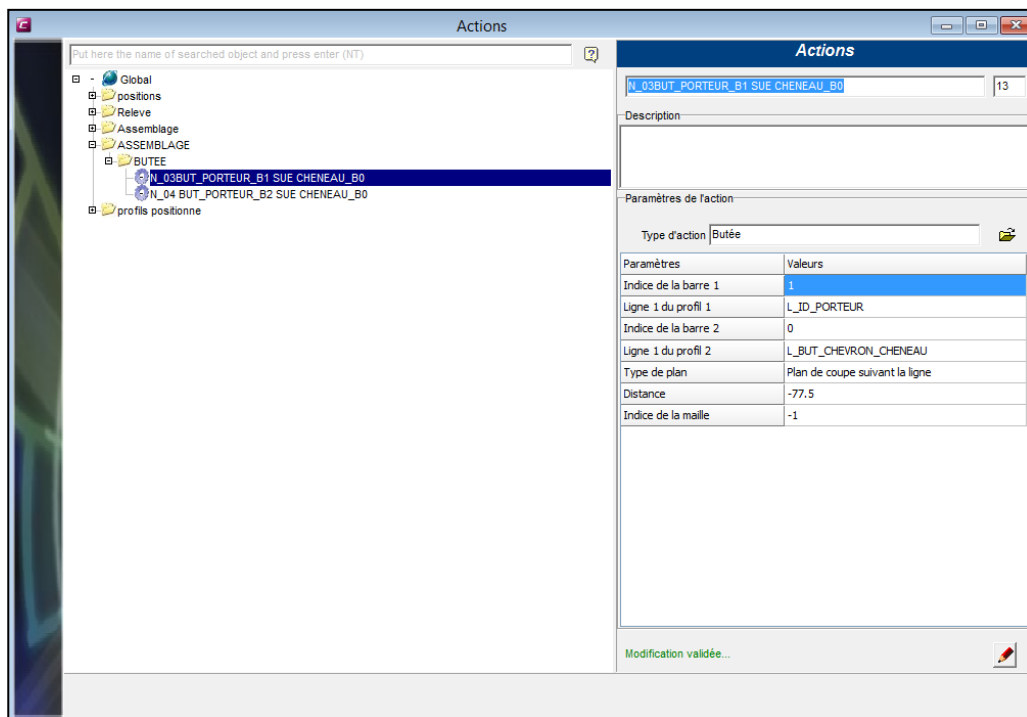 Actions
Put here the name of searched object and press enter (NT)
Global
positions
Releve
Assemblage
ASSEMBLAGE
BUTEE
N_03BUT_PORTEUR_B1 SUE CHENEAU_B0
N_04 BUT_PORTEUR_B2 SUE CHENEAU_B0
profils positionne
Actions
N_03BUT_PORTEUR_B1 SUE CHENEAU_B0 13
Description
Paramètres de l'action
Type d'action Butée
Paramètres Valeurs
Indice de la barre 1 1
Ligne 1 du profil 1 L_ID_PORTEUR
Indice de la barre 2 0
Ligne 1 du profil 2 L_BUT_CHEVRON_CHENEAU
Type de plan Plan de coupe suivant la ligne
Distance -77.5
Indice de la maille -1
Modification validée...